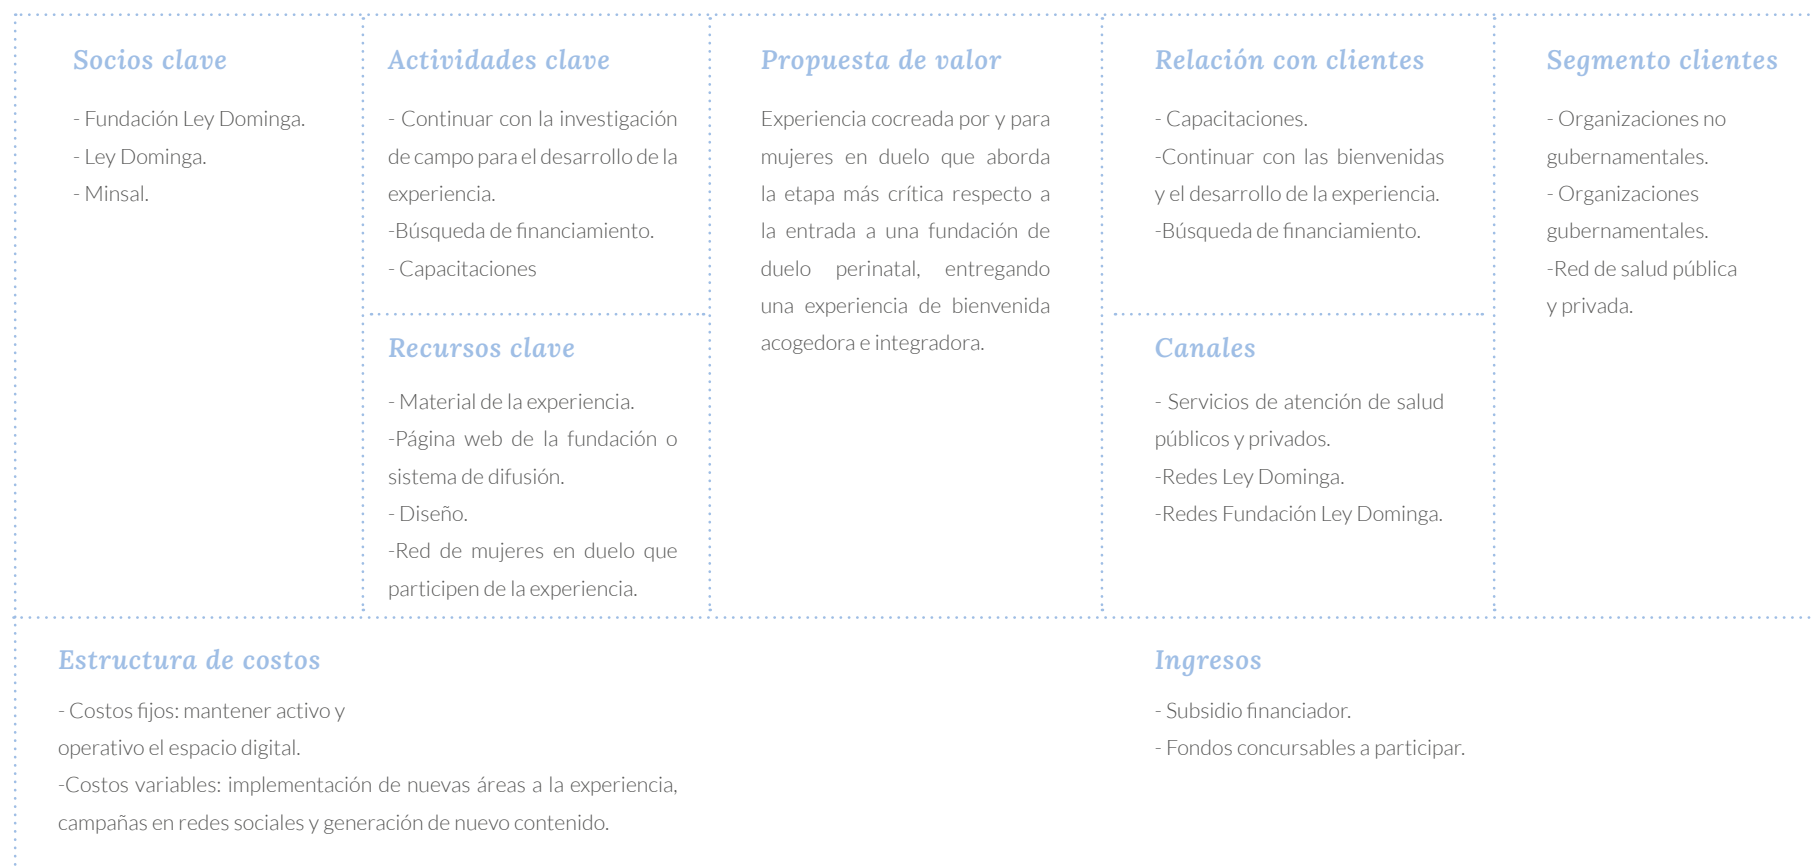 Socios clave
- Fundación Ley Dominga.
- Ley Dominga.
- Minsal.
Actividades clave
- Continuar con la investigación
de campo para el desarrollo de la
experiencia.
-Búsqueda de financiamiento.
- Capacitaciones
Recursos clave
- Material de la experiencia.
-Página web de la fundación o
sistema de difusión.
- Diseño.
-Red de mujeres en duelo que
participen de la experiencia.
Propuesta de valor
Experiencia cocreada por y para
mujeres en duelo que aborda
la etapa más crítica respecto a
la entrada a una fundación de
duelo perinatal, entregando
una experiencia de bienvenida
acogedora e integradora.
Relación con clientes
- Capacitaciones.
-Continuar con las bienvenidas
y el desarrollo de la experiencia.
-Búsqueda de financiamiento.
Canales
- Servicios de atención de salud
públicos y privados.
-Redes Ley Dominga.
-Redes Fundación Ley Dominga.
Segmento clientes
- Organizaciones no
gubernamentales.
- Organizaciones
gubernamentales.
-Red de salud pública
y privada.
Estructura de costos
- Costos fijos: mantener activo y
operativo el espacio digital.
-Costos variables: implementación de nuevas áreas a la experiencia,
campañas en redes sociales y generación de nuevo contenido.
Ingresos
- Subsidio financiador.
- Fondos concursables a participar.